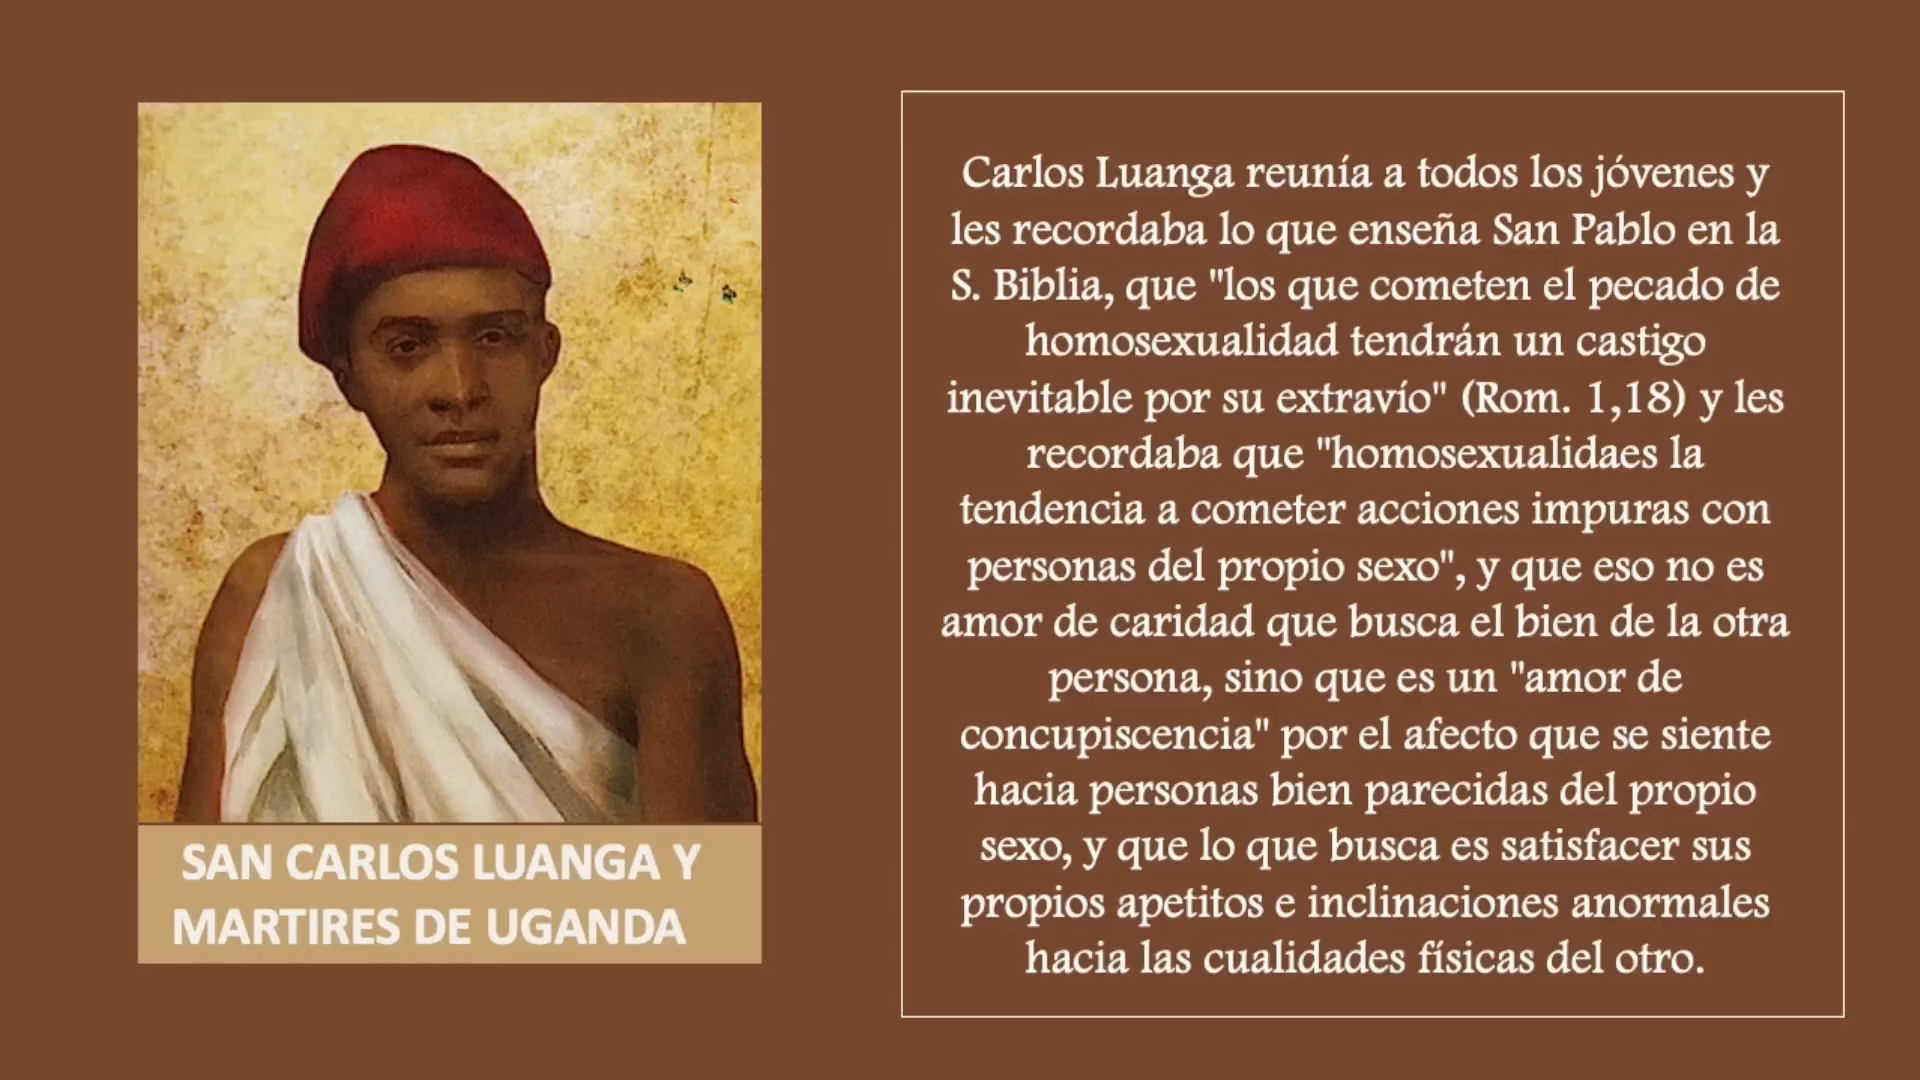 SAN CARLOS LUANGA Y
MARTIRES DE UGANDA
Carlos Luanga reunía a todos los jóvenes y
les recordaba lo que enseña San Pablo en la
S. Biblia, que "los que cometen el pecado de
homosexualidad tendrán un castigo
inevitable por su extravío" (Rom. 1,18) y les
recordaba que "homosexualidaes la
tendencia a cometer acciones impuras con
personas del propio sexo", y que eso no es
amor de caridad que busca el bien de la otra
persona, sino que es un "amor de
concupiscencia" por el afecto que se siente
hacia personas bien parecidas del propio
sexo, y que lo que busca es satisfacer sus
propios apetitos e inclinaciones anormales
hacia las cualidades físicas del otro.